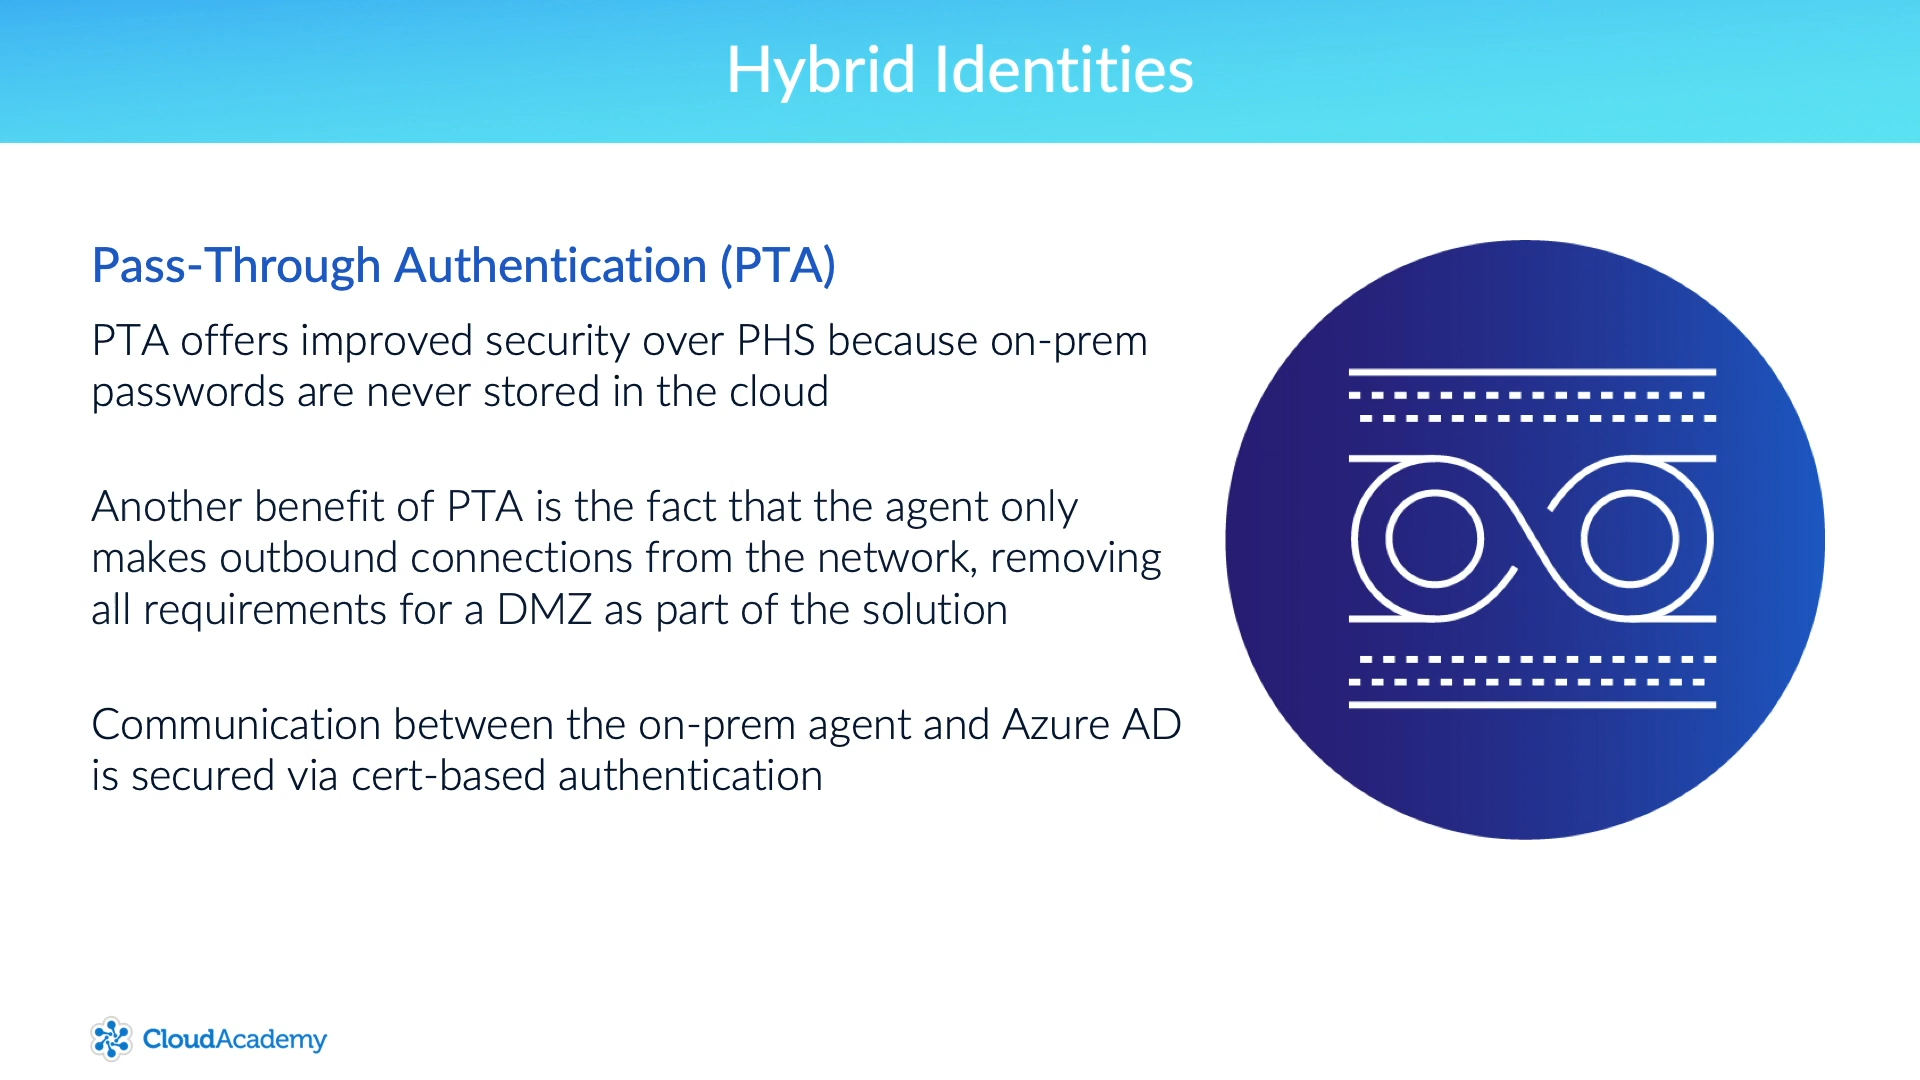 Hybrid Identities
Pass-Through Authentication (PTA)
PTA offers improved security over PHS because on-prem
passwords are never stored in the cloud
Another benefit of PTA is the fact that the agent only
makes outbound connections from the network, removing
all requirements for a DMZ as part of the solution
Communication between the on-prem agent and Azure AD
is secured via cert-based authentication
CloudAcademy